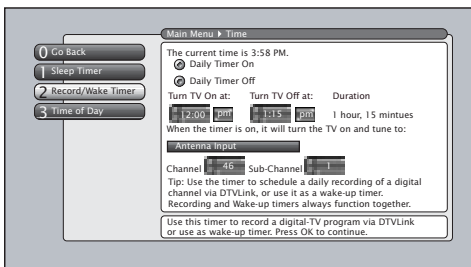 Main Menu Time
0 Go Back
1 Sleep Timer
2 Record/Wake Timer
3 Time of Day
The current time is 3:58 PM.
Daily Timer On
Daily Timer Off
Turn TV On at: Turn TV Off at: Duration
12:00 pm 1:15 pm 1 hour, 15 mintues
When the timer is on, it will turn the TV on and tune to:
Antenna Input
Channel 46 Sub-Channel 1
Tip: Use the timer to schedule a daily recording of a digital
channel via DTVLink, or use it as a wake-up timer.
Recording and Wake-up timers always function together.
Use this timer to record a digital-TV program via DTVLink
or use as wake-up timer. Press OK to continue.